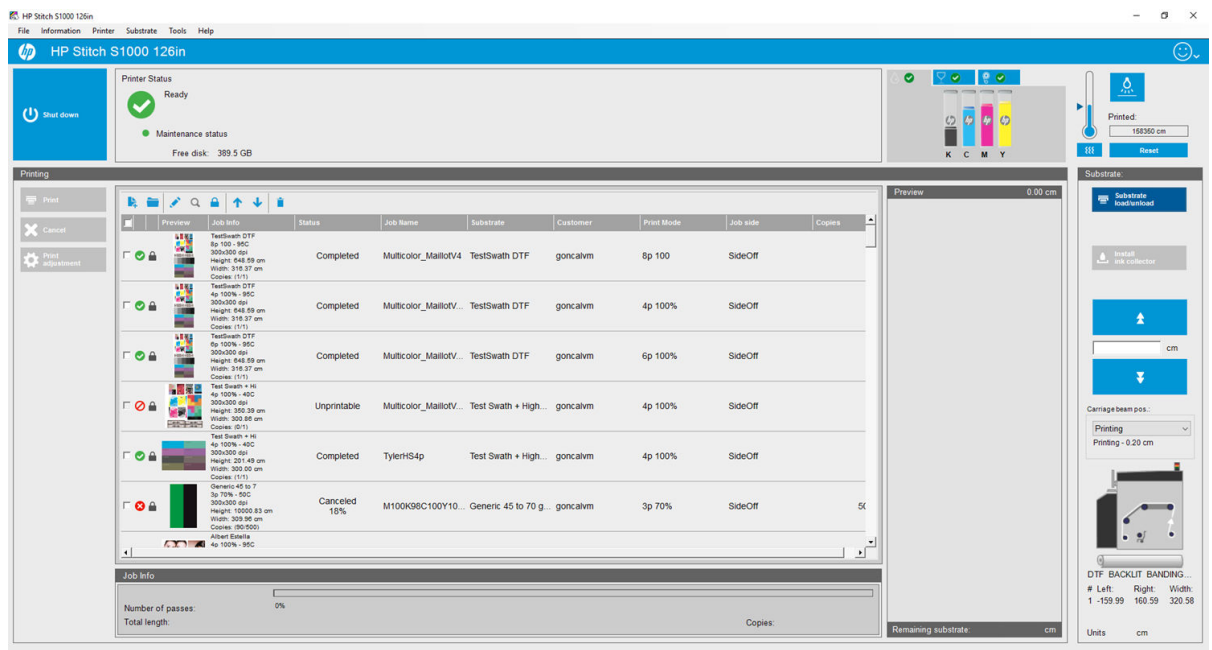 HP Stitch S1000 126in
File Information Printer Substrate Tools Help
hp HP Stitch S1000 126in
Shut down
Printer Status
Ready
Maintenance status
Free disk: 389.5 GB
K C M Y
Printed:
158350 cm
Reset
Printing
Print
Cancel
Print
adjustment
Preview Job Info Status Job Name Substrate Customer Print Mode Job side Copies
TestSwath DTF
8p 100 - 95C
300x300 dpi
Height: 648.59 cm
Width: 316.37 cm
Copies: (1/1)
Completed Multicolor_MaillotV4 TestSwath DTF goncalvm 8p 100 SideOff
TestSwath DTF
4p 100% - 95C
300x300 dpi
Height: 648.59 cm
Width: 316.37 cm
Copies: (1/1)
Completed Multicolor_MaillotV... TestSwath DTF goncalvm 4p 100% SideOff
TestSwath DTF
6p 100% - 95C
300x300 dpi
Height: 648.59 cm
Width: 316.37 cm
Copies: (1/1)
Completed Multicolor_MaillotV... TestSwath DTF goncalvm 6p 100% SideOff
Test Swath + Hi
4p 100% - 40C
300x300 dpi
Height: 350.39 cm
Width: 300.86 cm
Copies: (0/1)
Unprintable Multicolor_MaillotV... Test Swath + High... goncalvm 4p 100% SideOff
Test Swath + Hi
4p 100% - 40C
300x300 dpi
Height: 201.49 cm
Width: 300.00 cm
Copies: (1/1)
Completed TylerHS4p Test Swath + High... goncalvm 4p 100% SideOff
Generic 45 to 7
3p 70% - 50C
300x300 dpi
Height: 10000.83 cm
Width: 309.96 cm
Copies: (90/500)
Canceled
18%
M100K98C100Y10... Generic 45 to 70 g... goncalvm 3p 70% SideOff
Albert Estella
4p 100% - 95C
Job Info
0%
Number of passes:
Total length:
Copies:
Preview 0.00 cm
Remaining substrate: cm
Substrate:
Substrate
load/unload
Install
ink collector
cm
Carriage beam pos.:
Printing
Printing - 0.20 cm
DTF BACKLIT BANDING...
# Left: Right: Width:
1 -159.99 160.59 320.58
Units cm